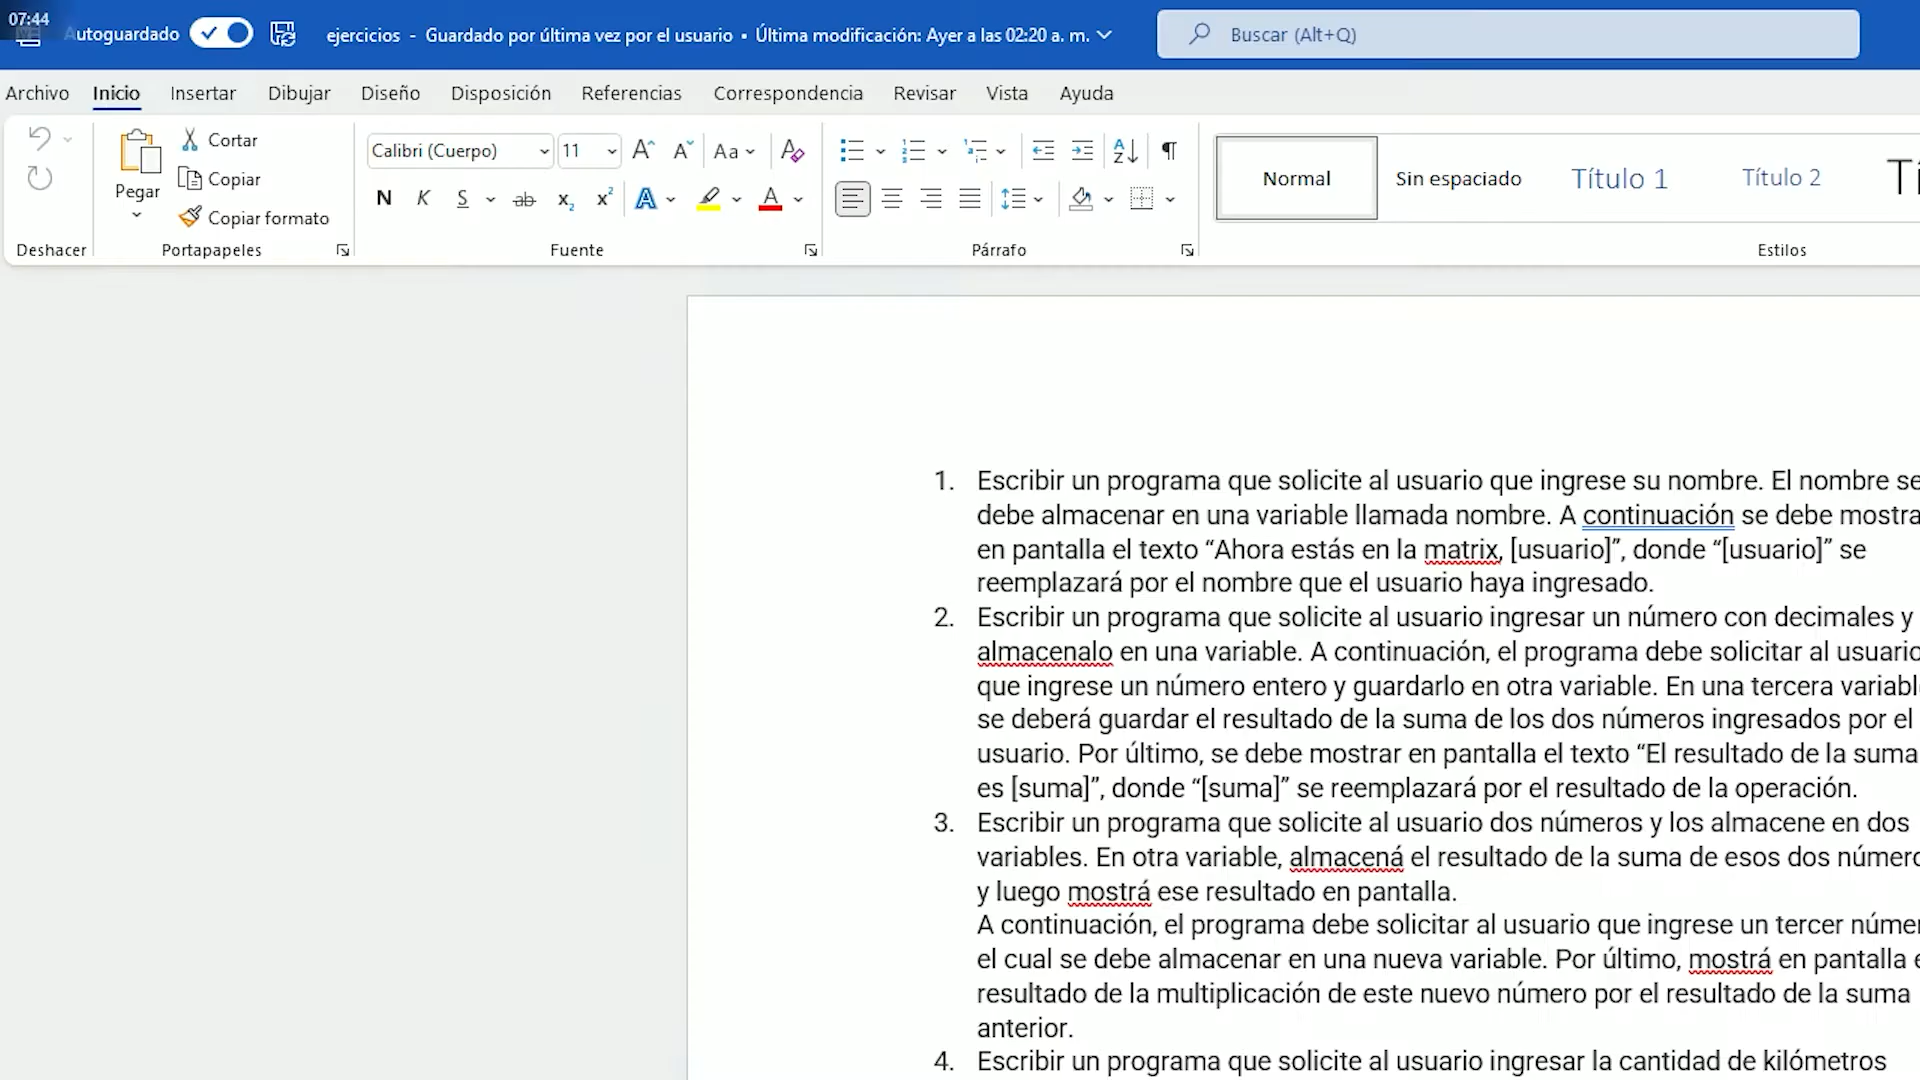 07:44
Autoguardado
ejercicios - Guardado por última vez por el usuario • Última modificación: Ayer a las 02:20 a. m.
Buscar (Alt+Q)
Archivo Inicio Insertar Dibujar Diseño Disposición Referencias Correspondencia Revisar Vista Ayuda
Pegar
Cortar
Copiar
Copiar formato
Calibri (Cuerpo) 11 Aa
N K S ab x₂ x² A A
Normal
Sin espaciado
Título 1
Título 2
Tí
Deshacer Portapapeles Fuente Párrafo Estilos
1. Escribir un programa que solicite al usuario que ingrese su nombre. El nombre se
debe almacenar en una variable llamada nombre. A continuación se debe mostra
en pantalla el texto “Ahora estás en la matrix, [usuario]”, donde “[usuario]” se
reemplazará por el nombre que el usuario haya ingresado.
2. Escribir un programa que solicite al usuario ingresar un número con decimales y
almacenalo en una variable. A continuación, el programa debe solicitar al usuario
que ingrese un número entero y guardarlo en otra variable. En una tercera variabl
se deberá guardar el resultado de la suma de los dos números ingresados por el
usuario. Por último, se debe mostrar en pantalla el texto “El resultado de la suma
es [suma]”, donde “[suma]” se reemplazará por el resultado de la operación.
3. Escribir un programa que solicite al usuario dos números y los almacene en dos
variables. En otra variable, almacená el resultado de la suma de esos dos número
y luego mostrá ese resultado en pantalla.
A continuación, el programa debe solicitar al usuario que ingrese un tercer númer
el cual se debe almacenar en una nueva variable. Por último, mostrá en pantalla e
resultado de la multiplicación de este nuevo número por el resultado de la suma
anterior.
4. Escribir un programa que solicite al usuario ingresar la cantidad de kilómetros